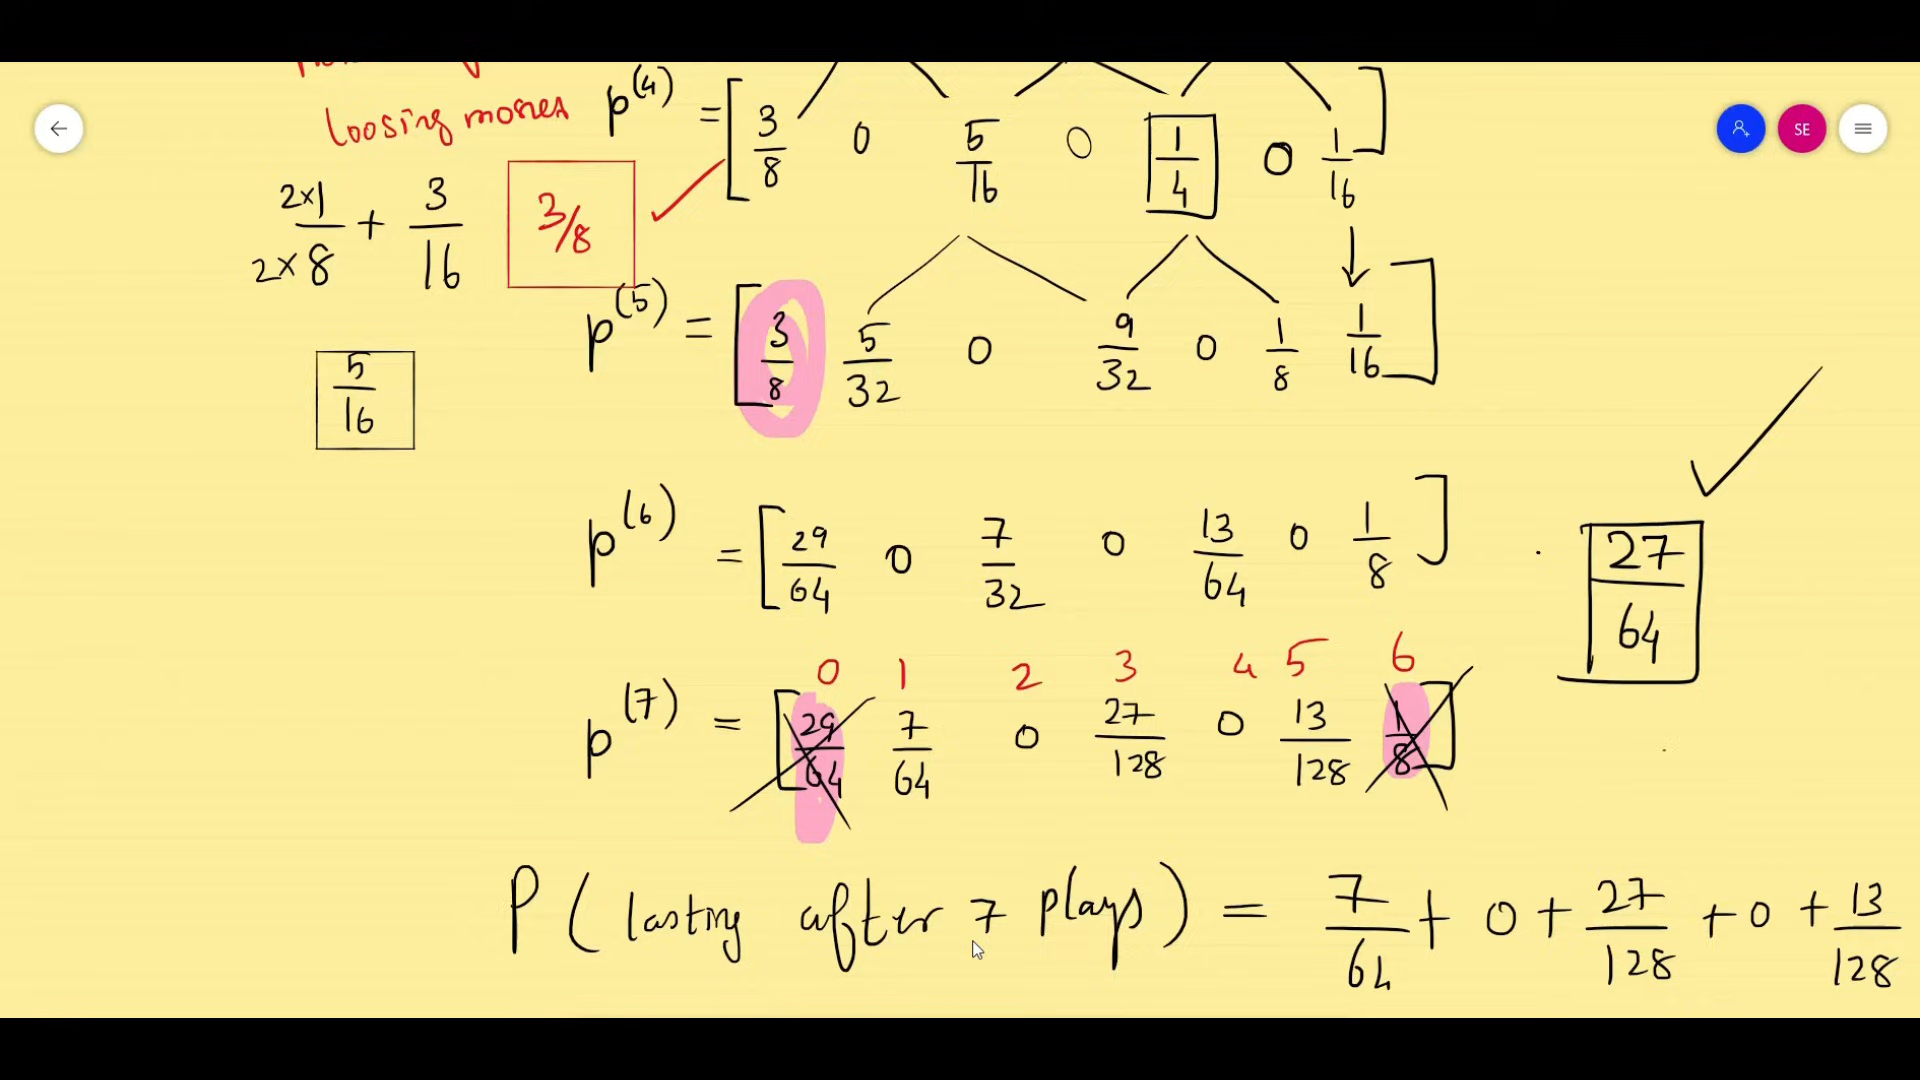 loosing money
p^(4) = [3/8 0 5/16 0 1/4 0 1/16]
2×1/2×8 + 3/16 3/8
p^(5) = [3/8 5/32 0 9/32 0 1/8 1/16]
5/16
p^(6) = [29/64 0 7/32 0 13/64 0 1/8]
27/64
0 1 2 3 4 5 6
p^(7) = [29/64 7/64 0 27/128 0 13/128 1/8]
P(lasting after 7 plays) = 7/64 + 0 + 27/128 + 0 + 13/128
SE